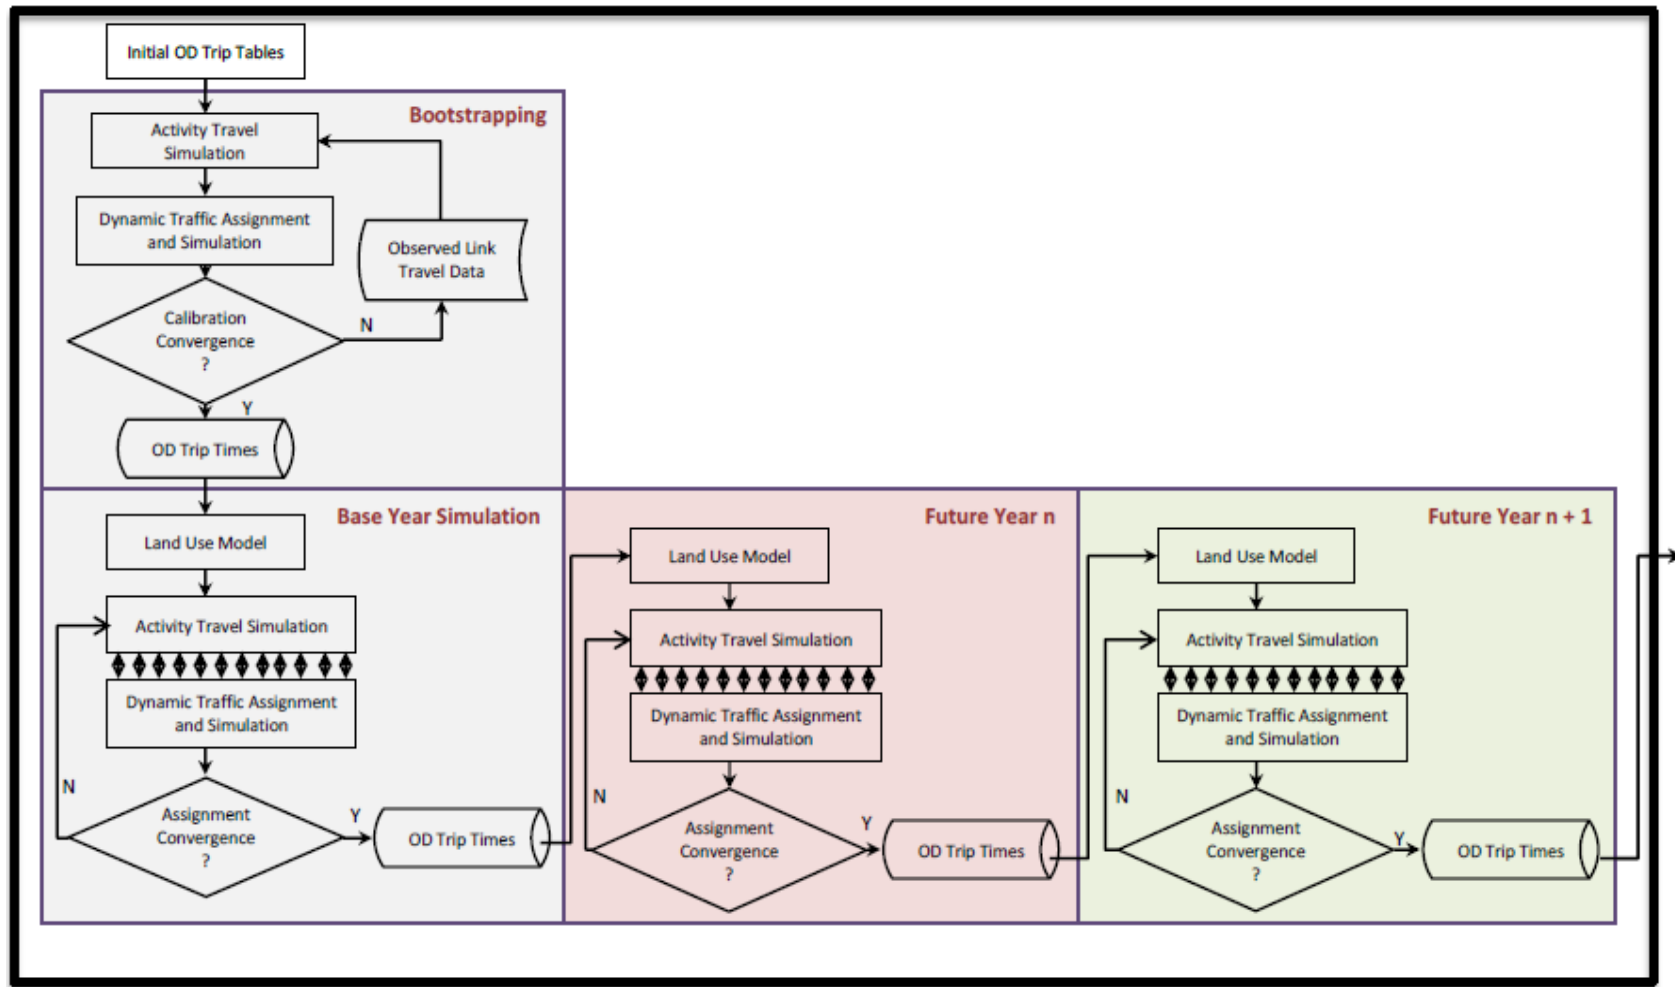 Initial OD Trip Tables
Bootstrapping
Activity Travel
Simulation
Dynamic Traffic Assignment
and Simulation
Observed Link
Travel Data
Calibration
Convergence
?
N
Y
OD Trip Times
Base Year Simulation
Land Use Model
Activity Travel Simulation
Dynamic Traffic Assignment
and Simulation
N
Assignment
Convergence
?
Y
OD Trip Times
Future Year n
Land Use Model
Activity Travel Simulation
Dynamic Traffic Assignment
and Simulation
N
Assignment
Convergence
?
Y
OD Trip Times
Future Year n + 1
Land Use Model
Activity Travel Simulation
Dynamic Traffic Assignment
and Simulation
N
Assignment
Convergence
?
Y
OD Trip Times